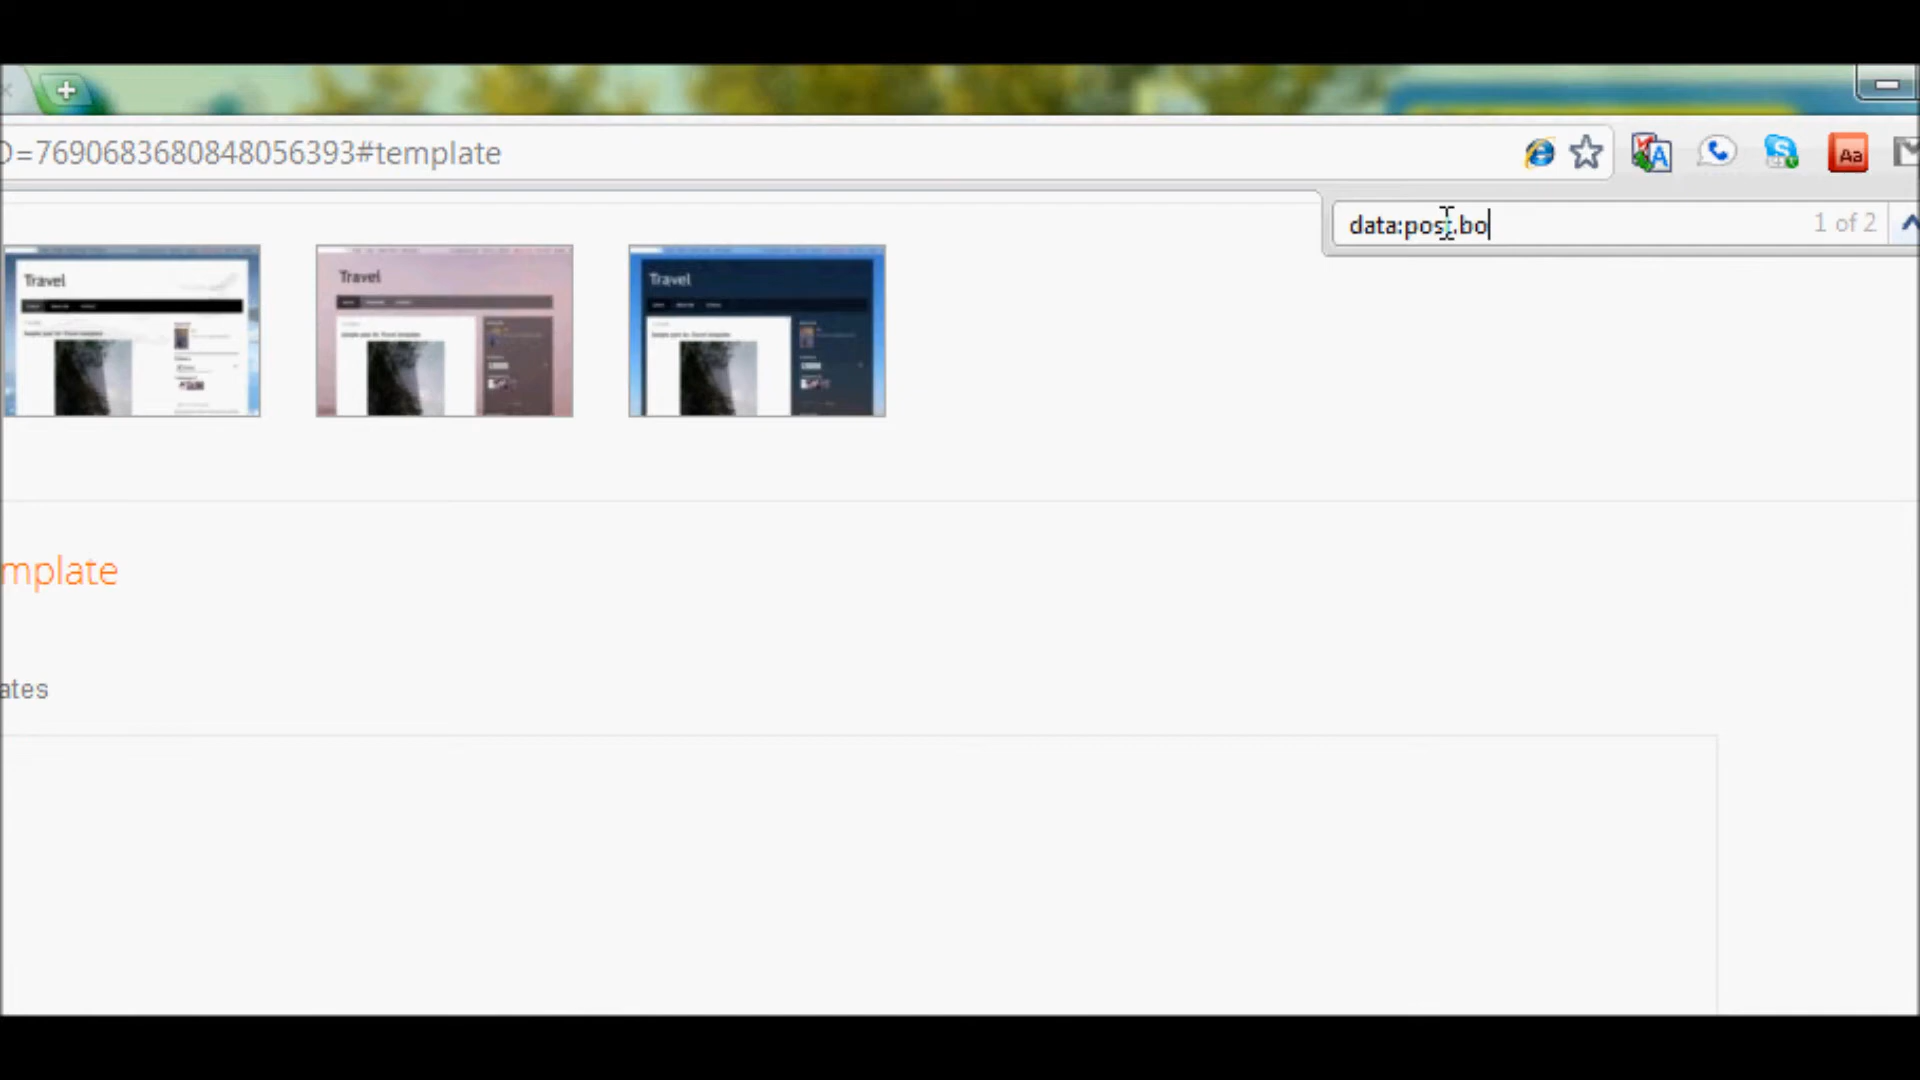 D=7690683680848056393#template
Aa
data:post.bo
1 of 2
Travel
Travel
Travel
mplate
ates